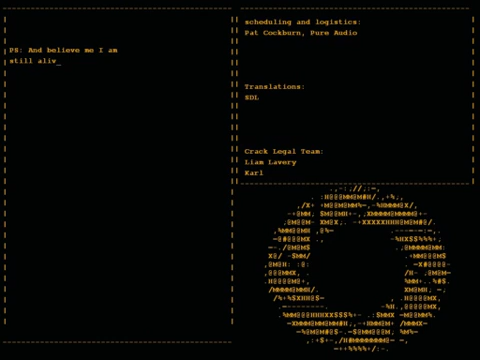 PS: And believe me I am
still aliv_
scheduling and logistics:
Pat Cockburn, Pure Audio
Translations:
SDL
Crack Legal Team:
Liam Lavery
Karl